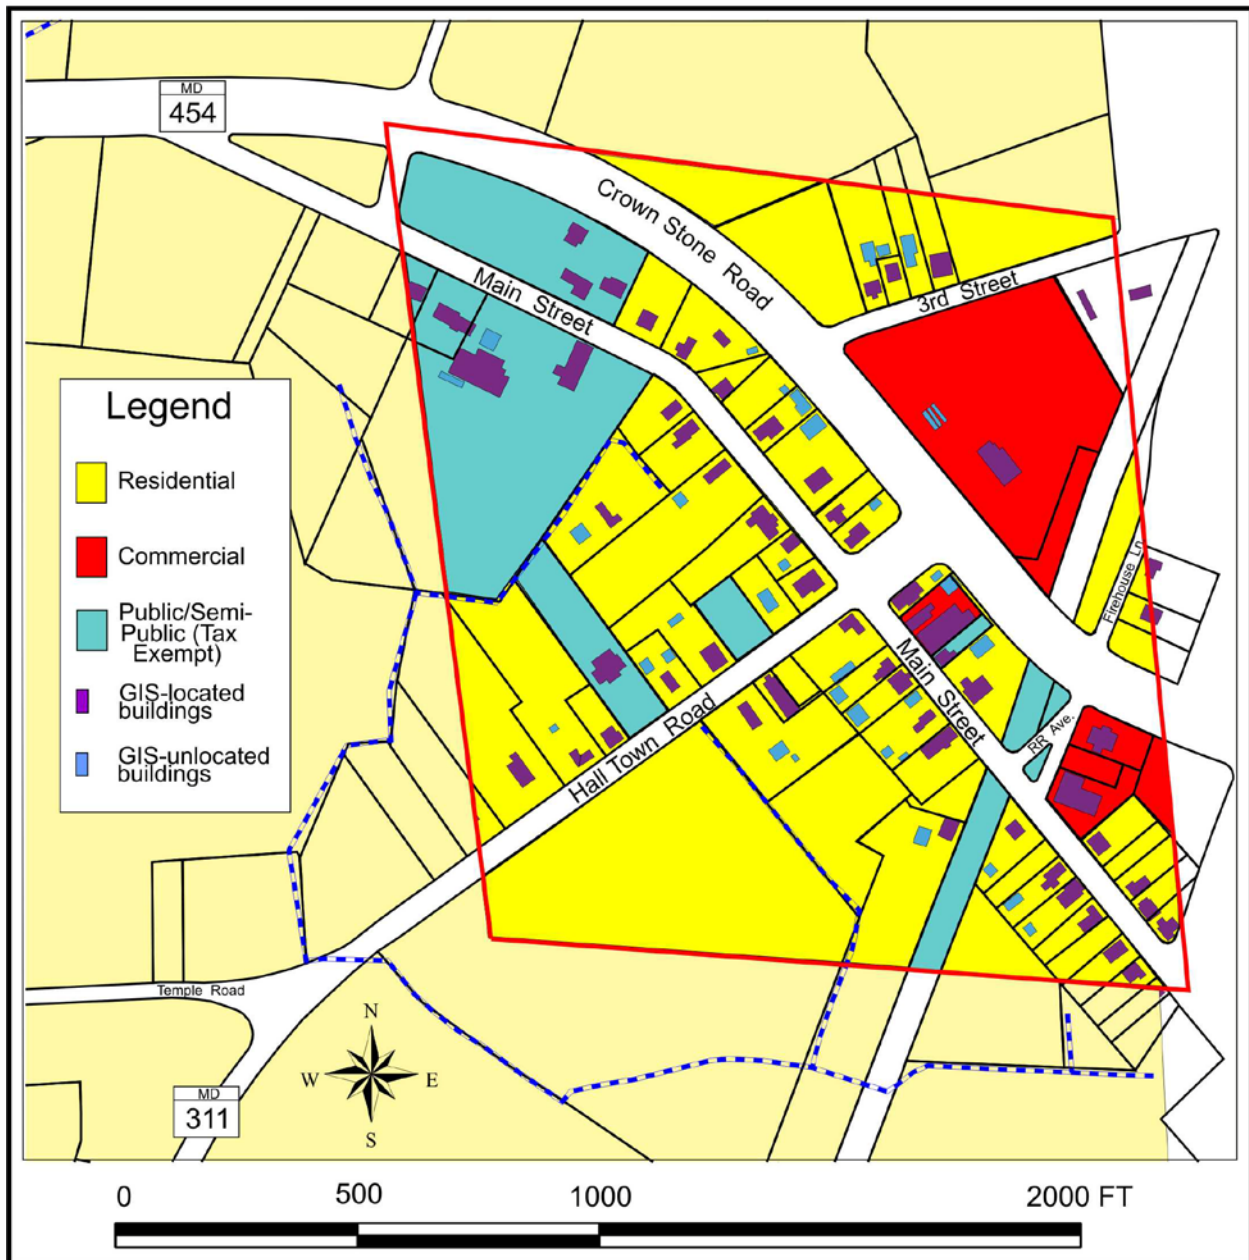 MD
454
Crown Stone Road
Main Street
3rd Street
Legend
Residential
Commercial
Public/Semi-
Public (Tax
Exempt)
GIS-located
buildings
GIS-unlocated
buildings
Firehouse Ln
Main Street
RR Ave.
Hall Town Road
Temple Road
N
W E
S
MD
311
0 500 1000 2000 FT